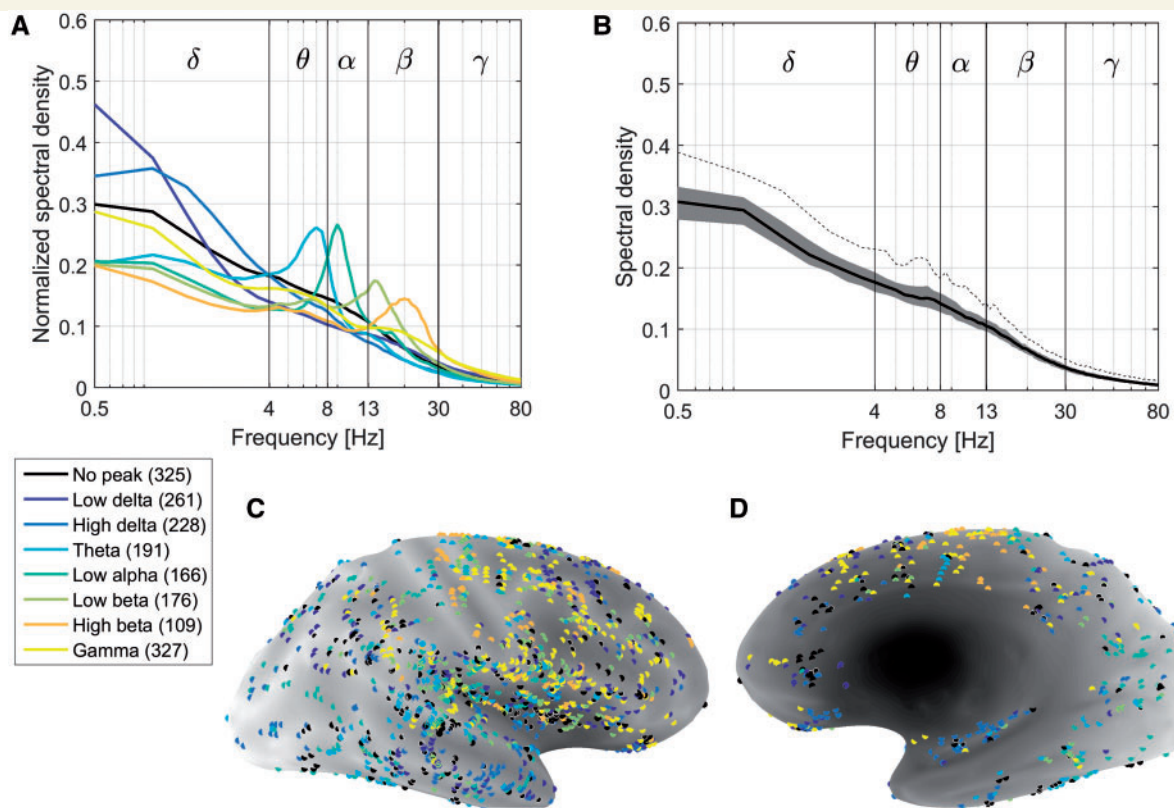 A
0.6
0.5
0.4
0.3
0.2
0.1
0
Normalized spectral density
δ
θ
α
β
γ
0.5 4 8 13 30 80
Frequency [Hz]
B
0.6
0.5
0.4
0.3
0.2
0.1
0
Spectral density
δ
θ
α
β
γ
0.5 4 8 13 30 80
Frequency [Hz]
No peak (325)
Low delta (261)
High delta (228)
Theta (191)
Low alpha (166)
Low beta (176)
High beta (109)
Gamma (327)
C
D